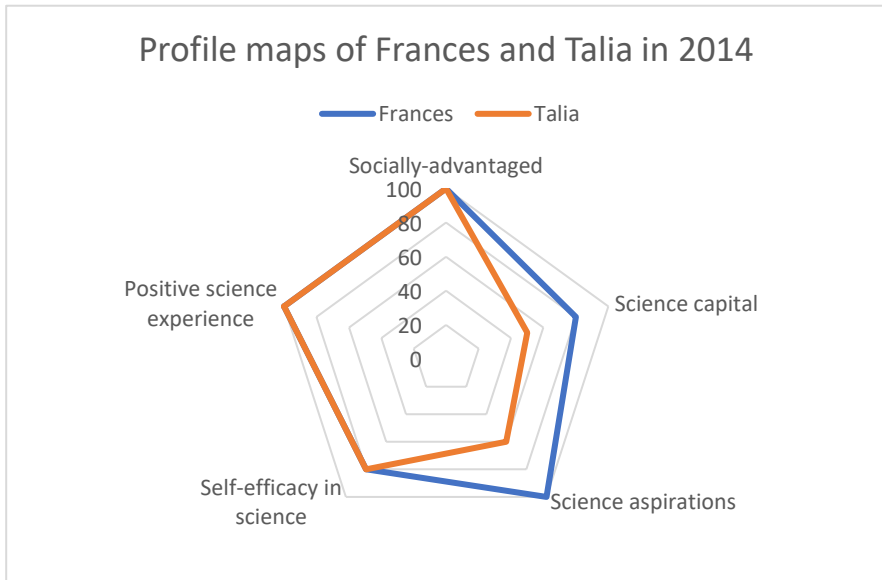 Profile maps of Frances and Talia in 2014
Frances Talia
Socially-advantaged
100
80
60
40
20
0
Science capital
Science aspirations
Self-efficacy in
science
Positive science
experience